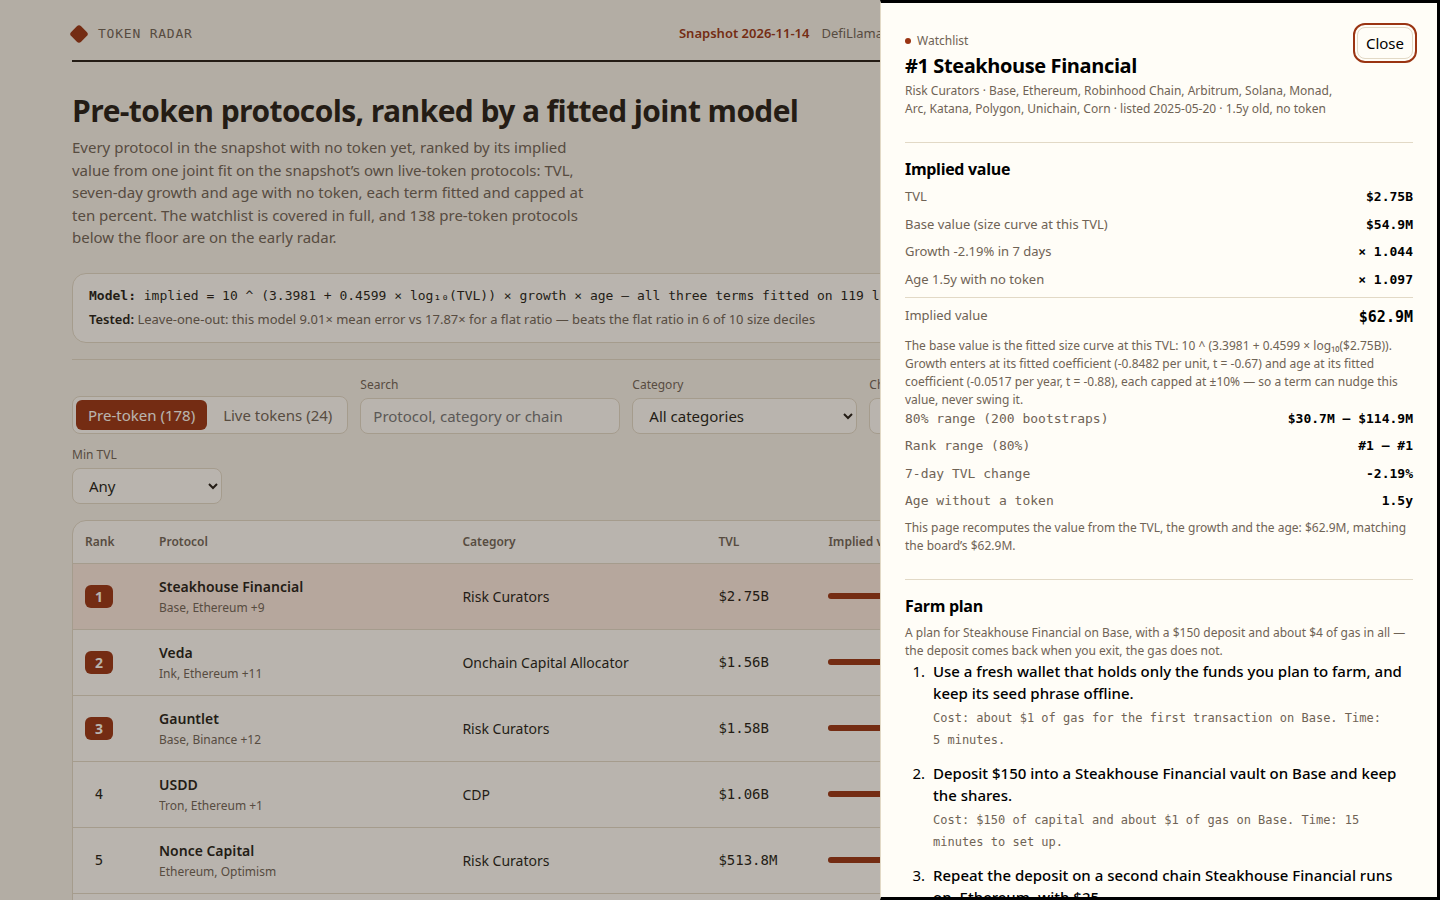 TOKEN RADAR
Snapshot 2026-11-14 DefiLlama
Pre-token protocols, ranked by a fitted joint model
Every protocol in the snapshot with no token yet, ranked by its implied
value from one joint fit on the snapshot's own live-token protocols: TVL,
seven-day growth and age with no token, each term fitted and capped at
ten percent. The watchlist is covered in full, and 138 pre-token protocols
below the floor are on the early radar.
Model: implied = 10 ^ (3.3981 + 0.4599 × log₁₀(TVL)) × growth × age — all three terms fitted on 119 l
Tested: Leave-one-out: this model 9.01× mean error vs 17.87× for a flat ratio — beats the flat ratio in 6 of 10 size deciles
Search Category
Pre-token (178) Live tokens (24) Protocol, category or chain All categories
Min TVL
Any
Rank Protocol Category TVL Implied
1 Steakhouse Financial Risk Curators $2.75B
Base, Ethereum +9
2 Veda Onchain Capital Allocator $1.56B
Ink, Ethereum +11
3 Gauntlet Risk Curators $1.58B
Base, Binance +12
4 USDD CDP $1.06B
Tron, Ethereum +1
5 Nonce Capital Risk Curators $513.8M
Ethereum, Optimism
Watchlist
Close
#1 Steakhouse Financial
Risk Curators · Base, Ethereum, Robinhood Chain, Arbitrum, Solana, Monad,
Arc, Katana, Polygon, Unichain, Corn · listed 2025-05-20 · 1.5y old, no token
Implied value
TVL $2.75B
Base value (size curve at this TVL) $54.9M
Growth -2.19% in 7 days × 1.044
Age 1.5y with no token × 1.097
Implied value $62.9M
The base value is the fitted size curve at this TVL: 10 ^ (3.3981 + 0.4599 × log₁₀($2.75B)).
Growth enters at its fitted coefficient (-0.8482 per unit, t = -0.67) and age at its fitted
coefficient (-0.0517 per year, t = -0.88), each capped at ±10% — so a term can nudge this
value, never swing it.
80% range (200 bootstraps) $30.7M — $114.9M
Rank range (80%) #1 — #1
7-day TVL change -2.19%
Age without a token 1.5y
This page recomputes the value from the TVL, the growth and the age: $62.9M, matching
the board's $62.9M.
Farm plan
A plan for Steakhouse Financial on Base, with a $150 deposit and about $4 of gas in all —
the deposit comes back when you exit, the gas does not.
1. Use a fresh wallet that holds only the funds you plan to farm, and
keep its seed phrase offline.
Cost: about $1 of gas for the first transaction on Base. Time:
5 minutes.
2. Deposit $150 into a Steakhouse Financial vault on Base and keep
the shares.
Cost: $150 of capital and about $1 of gas on Base. Time: 15
minutes to set up.
3. Repeat the deposit on a second chain Steakhouse Financial runs
on, Ethereum, with $25.